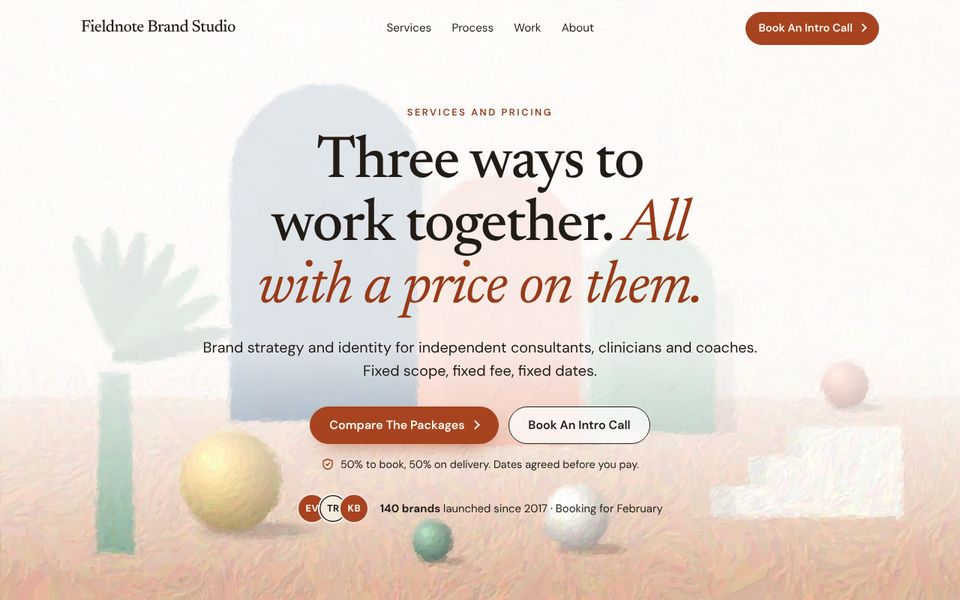 Fieldnote Brand Studio
Services Process Work About
Book An Intro Call
SERVICES AND PRICING
Three ways to
work together. All
with a price on them.
Brand strategy and identity for independent consultants, clinicians and coaches.
Fixed scope, fixed fee, fixed dates.
Compare The Packages
Book An Intro Call
50% to book, 50% on delivery. Dates agreed before you pay.
EV TR KB
140 brands launched since 2017 · Booking for February